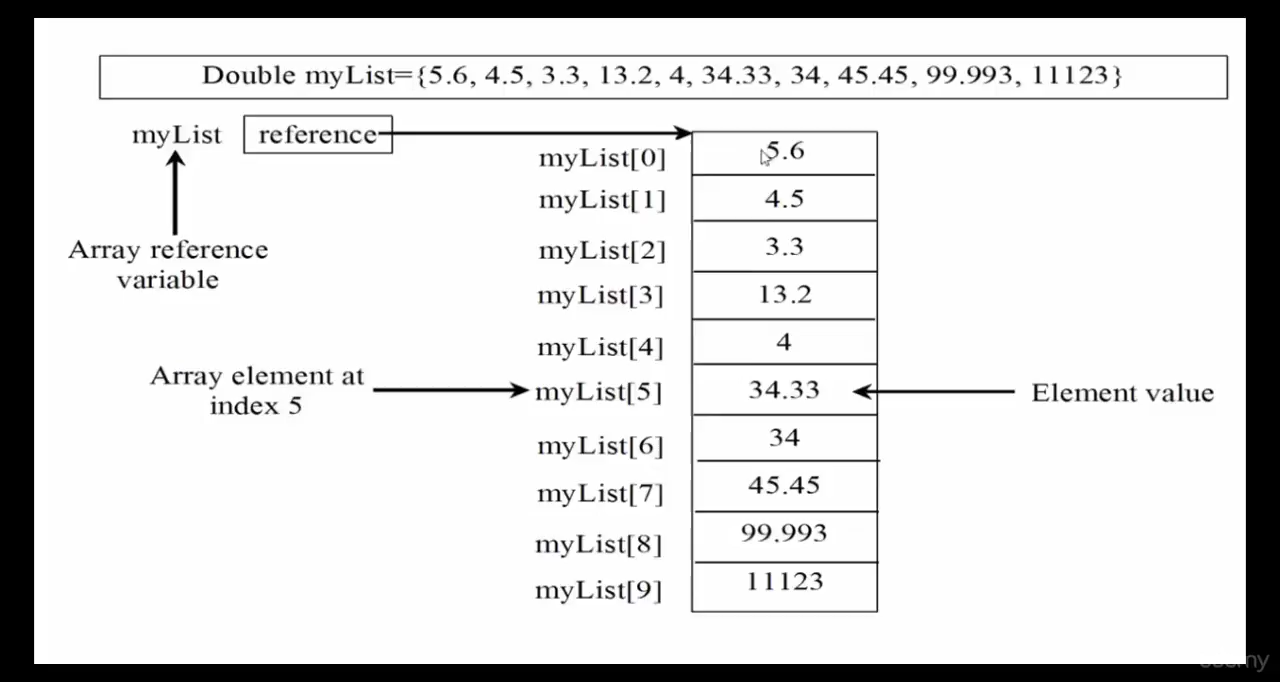 Double myList={5.6, 4.5, 3.3, 13.2, 4, 34.33, 34, 45.45, 99.993, 11123}
myList reference
myList[0] 5.6
myList[1] 4.5
Array reference
variable
myList[2] 3.3
myList[3] 13.2
myList[4] 4
Array element at
index 5
myList[5] 34.33 Element value
myList[6] 34
myList[7] 45.45
myList[8] 99.993
myList[9] 11123